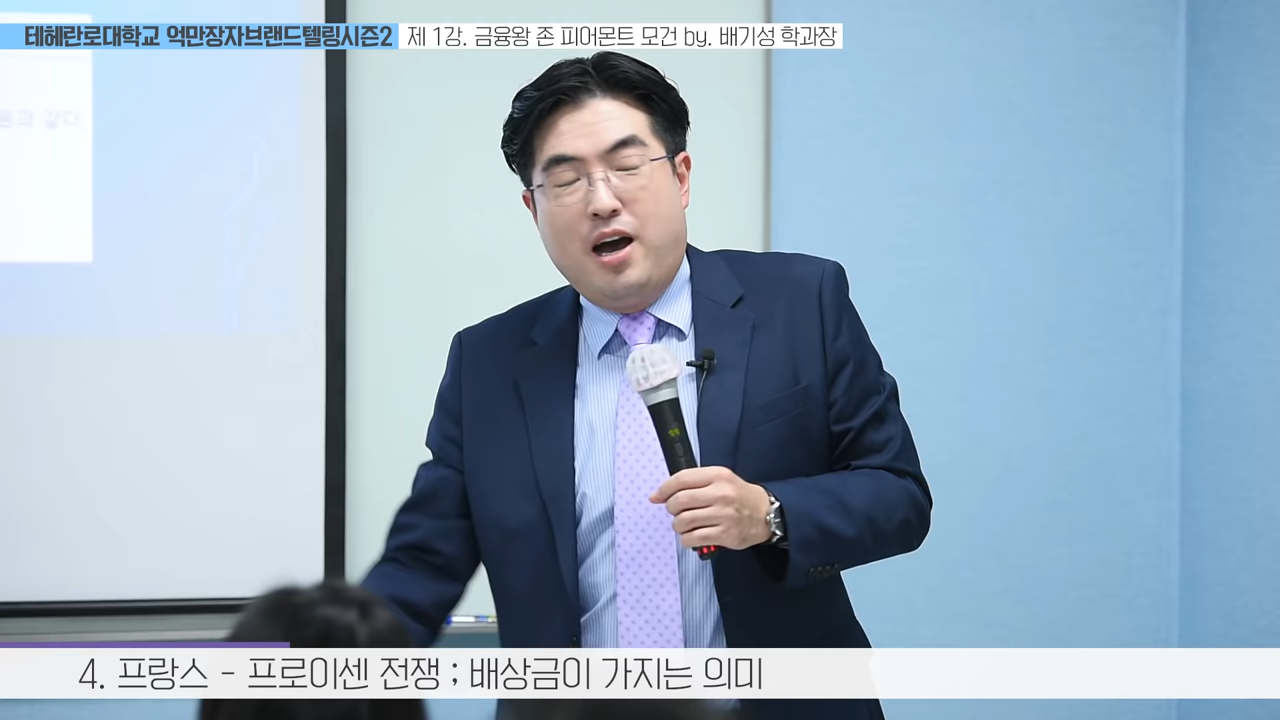 테헤란로대학교 억만장자브랜드텔링시즌2 제 1강. 금융왕 존 피어몬트 모건 by. 배기성 학과장
과 같다
4. 프랑스 - 프로이센 전쟁 ; 배상금이 가지는 의미